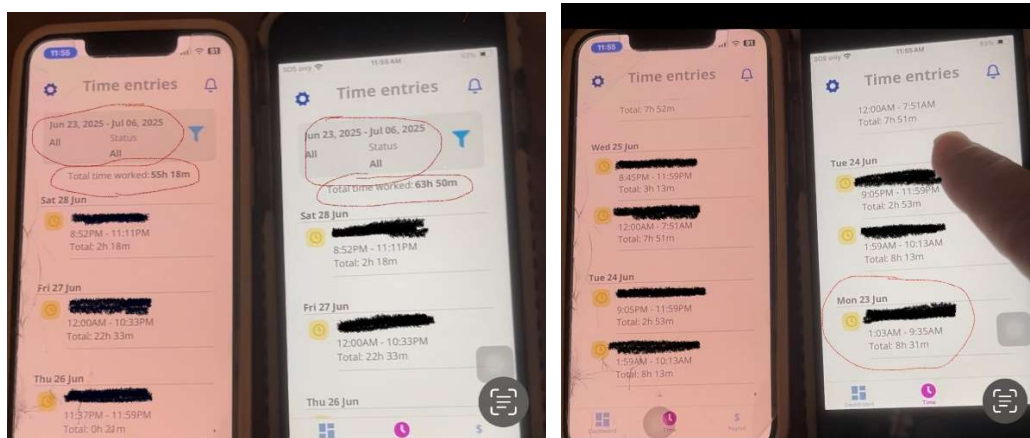 11:55
51
Time entries
Jun 23, 2025 - Jul 06, 2025
Status
All
All
Total time worked: 55h 18m
Sat 28 Jun
8:52PM - 11:11PM
Total: 2h 18m
Fri 27 Jun
12:00AM - 10:33PM
Total: 22h 33m
Thu 26 Jun
11:37PM - 11:59PM
Total: 0h 21m
SOS only
11:55 AM
Time entries
Jun 23, 2025 - Jul 06, 2025
Status
All
All
Total time worked: 63h 50m
Sat 28 Jun
8:52PM - 11:11PM
Total: 2h 18m
Fri 27 Jun
12:00AM - 10:33PM
Total: 22h 33m
Thu 26 Jun
11:55
51
Time entries
Total: 7h 52m
Wed 25 Jun
8:45PM - 11:59PM
Total: 3h 13m
12:00AM - 7:51AM
Total: 7h 51m
Tue 24 Jun
9:05PM - 11:59PM
Total: 2h 53m
1:59AM - 10:13AM
Total: 8h 13m
Dashboard
Time
SOS only
11:55 AM
Time entries
12:00AM - 7:51AM
Total: 7h 51m
Tue 24 Jun
9:05PM - 11:59PM
Total: 2h 53m
1:59AM - 10:13AM
Total: 8h 13m
Mon 23 Jun
1:03AM - 9:35AM
Total: 8h 31m
Dashboard
Time